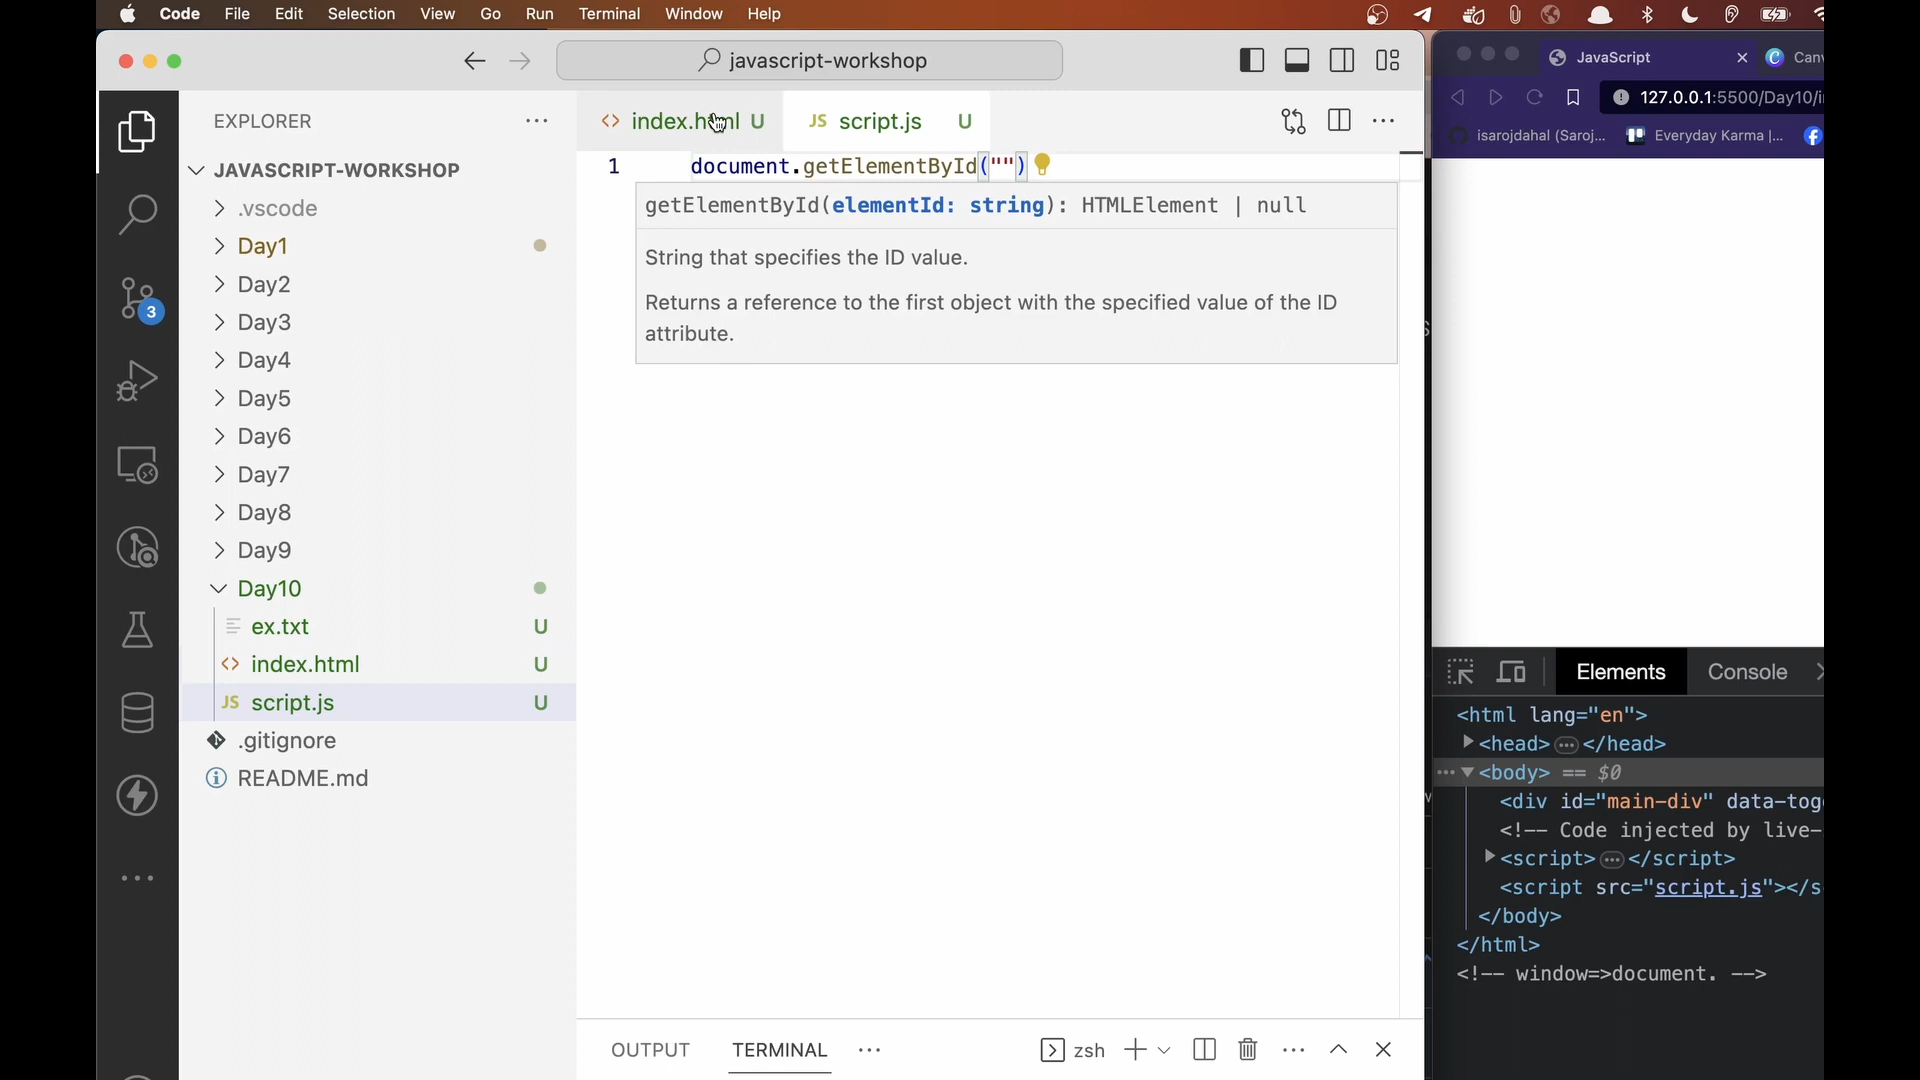 Code File Edit Selection View Go Run Terminal Window Help
javascript-workshop
EXPLORER
JAVASCRIPT-WORKSHOP
.vscode
Day1
Day2
Day3
Day4
Day5
Day6
Day7
Day8
Day9
Day10
ex.txt U
index.html U
script.js U
.gitignore
README.md
3
index.html U JS script.js U
1 document.getElementById("")
getElementById(elementId: string): HTMLElement | null
String that specifies the ID value.
Returns a reference to the first object with the specified value of the ID
attribute.
OUTPUT TERMINAL zsh
JavaScript
127.0.0.1:5500/Day10/
isarojdahal (Saroj... Everyday Karma |...
Elements Console
<html lang="en">
<head> </head>
<body> == $0
<div id="main-div" data-tog
<!-- Code injected by live-
<script> </script>
<script src="script.js"></s
</body>
</html>
<!-- window=>document. -->